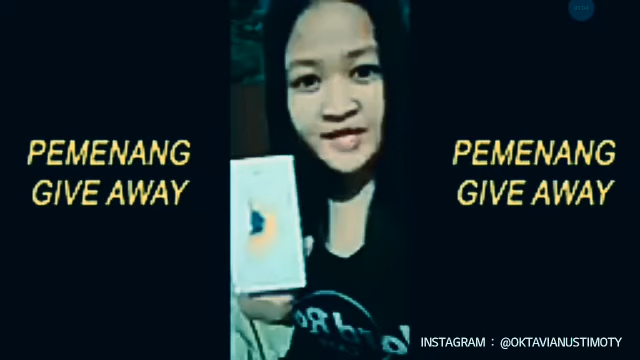 PEMENANG
GIVE AWAY
PEMENANG
GIVE AWAY
INSTAGRAM : @OKTAVIANUSTIMOTY